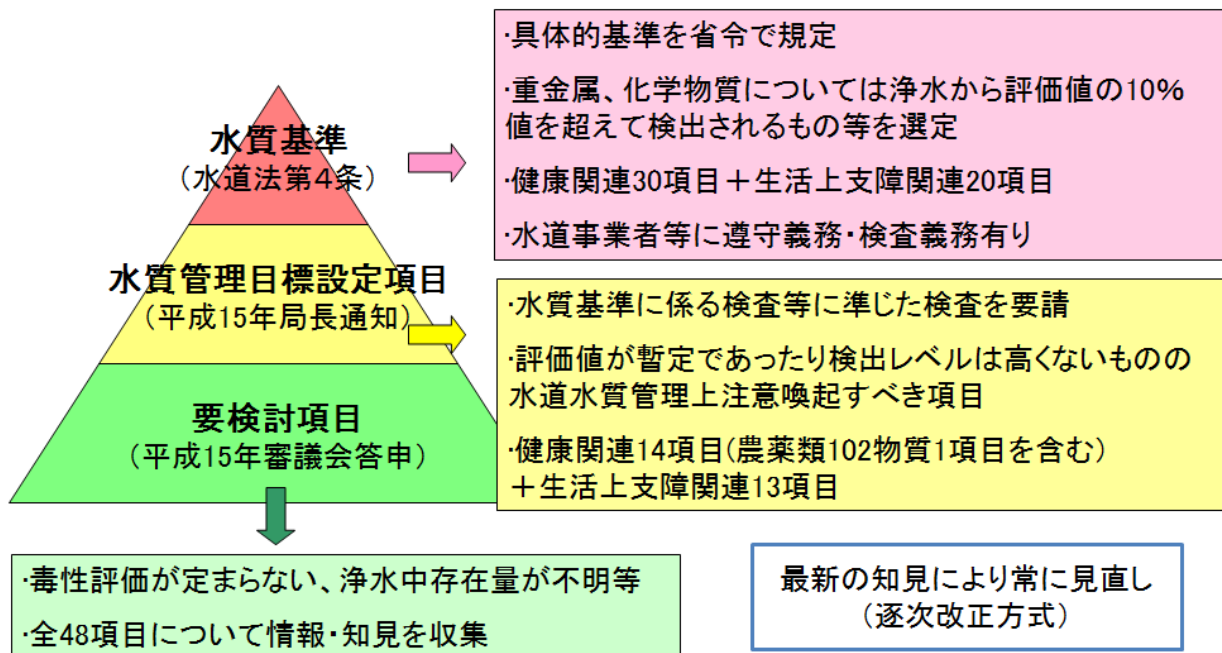 水質基準
（水道法第4条）
・具体的基準を省令で規定
・重金属、化学物質については浄水から評価値の10%
値を超えて検出されるもの等を選定
・健康関連30項目＋生活上支障関連20項目
・水道事業者等に遵守義務・検査義務有り
水質管理目標設定項目
（平成15年局長通知）
・水質基準に係る検査等に準じた検査を要請
・評価値が暫定であったり検出レベルは高くないものの
水道水質管理上注意喚起すべき項目
・健康関連14項目(農薬類102物質1項目を含む)
＋生活上支障関連13項目
要検討項目
（平成15年審議会答申）
・毒性評価が定まらない、浄水中存在量が不明等
・全48項目について情報・知見を収集
最新の知見により常に見直し
（逐次改正方式）